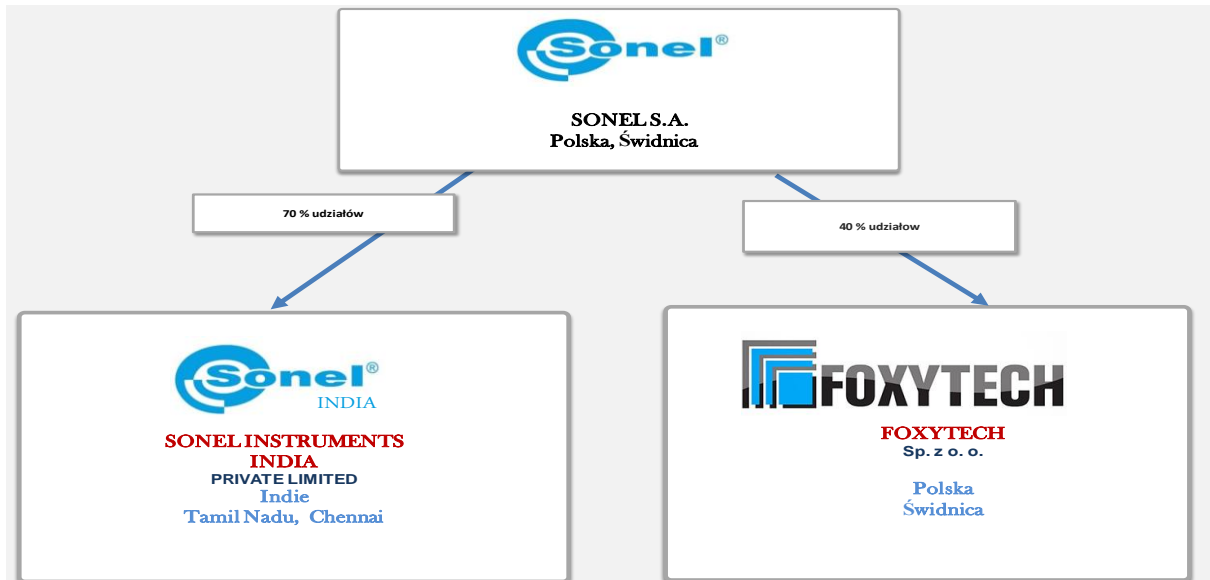 Sonel®
SONEL S.A.
Polska, Świdnica
70 % udziałów
40 % udziałow
Sonel®
INDIA
SONEL INSTRUMENTS
INDIA
PRIVATE LIMITED
Indie
Tamil Nadu, Chennai
FOXYTECH
FOXYTECH
Sp. z o. o.
Polska
Świdnica